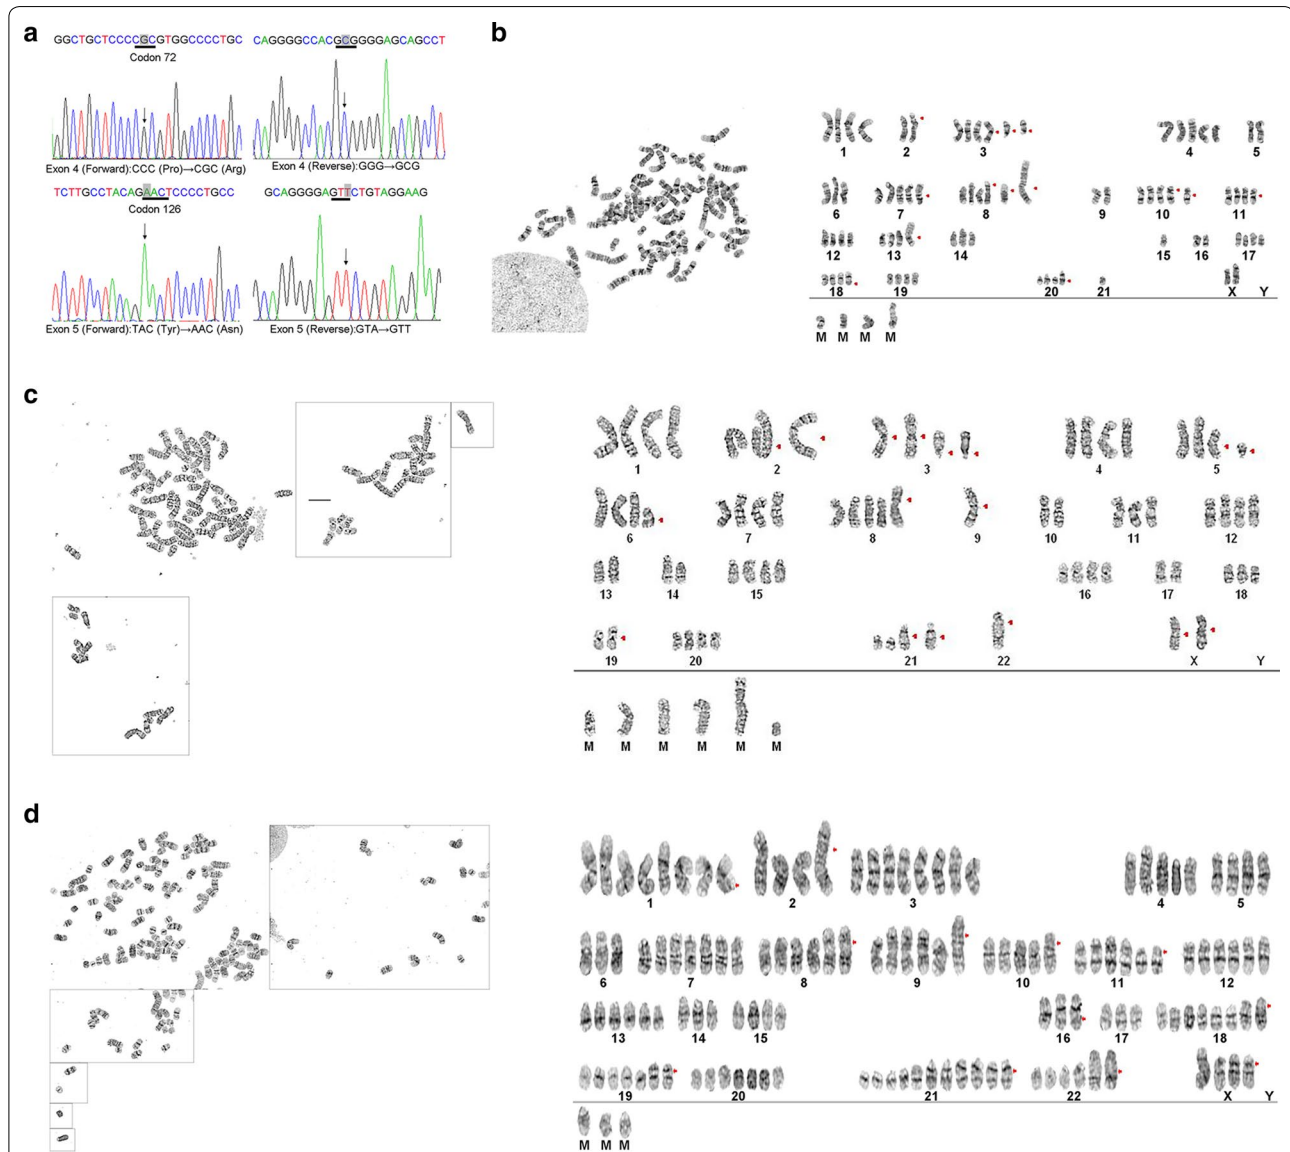 a
GGCTGCTCCCCGCGTGGCCCCTGC
CAGGGGCCACGCGGGGAGCAGCCT
Codon 72
Exon 4 (Forward):CCC (Pro)→CGC (Arg)
Exon 4 (Reverse):GGG→GCG
TCTTGCCTACAGAACTCCCCTGCC
GCAGGGGAGTTCTGTAGGAAG
Codon 126
Exon 5 (Forward):TAC (Tyr)→AAC (Asn)
Exon 5 (Reverse):GTA→GTT
b
1 2 3 4 5
6 7 8 9 10 11
12 13 14 15 16 17
18 19 20 21 X Y
M M M M
c
1 2 3 4 5
6 7 8 9 10 11 12
13 14 15 16 17 18
19 20 21 22 X Y
M M M M M M
d
1 2 3 4 5
6 7 8 9 10 11 12
13 14 15 16 17 18
19 20 21 22 X Y
M M M